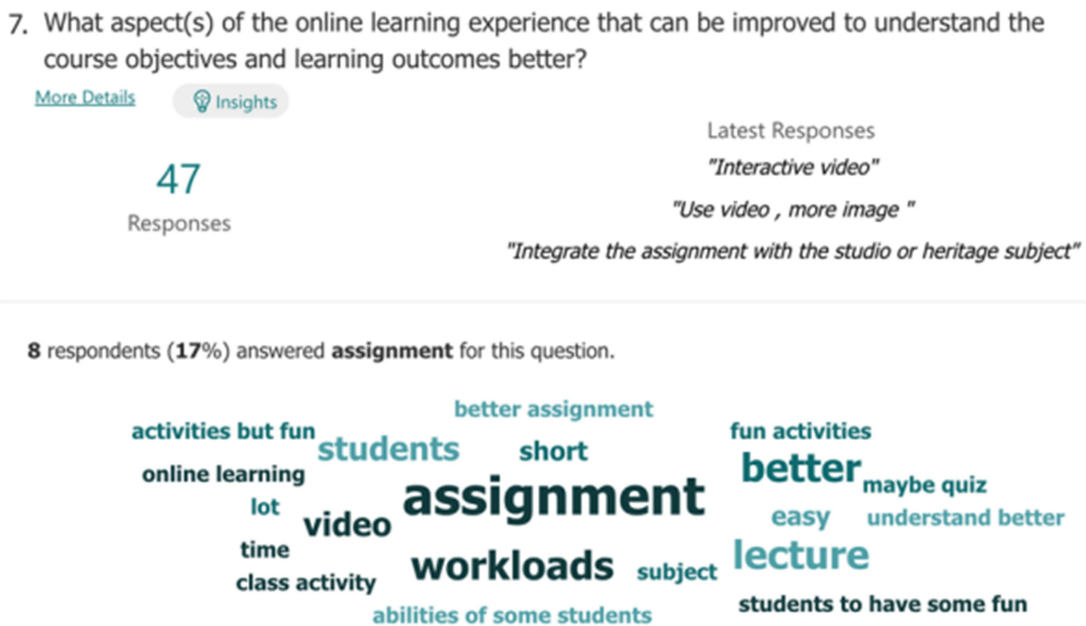 7. What aspect(s) of the online learning experience that can be improved to understand the
course objectives and learning outcomes better?
More Details
Insights
47
Responses
Latest Responses
"Interactive video"
"Use video , more image "
"Integrate the assignment with the studio or heritage subject"
8 respondents (17%) answered assignment for this question.
better assignment
activities but fun
students
short
fun activities
better
online learning
maybe quiz
assignment
lot
video
easy
understand better
time
workloads
subject
lecture
class activity
abilities of some students
students to have some fun